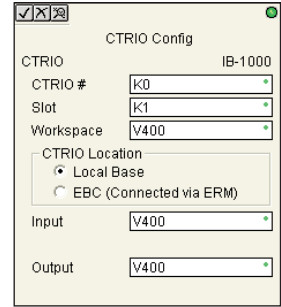 CTRIO Config
CTRIO IB-1000
CTRIO # K0
Slot K1
Workspace V400
CTRIO Location
Local Base
EBC (Connected via ERM)
Input V400
Output V400